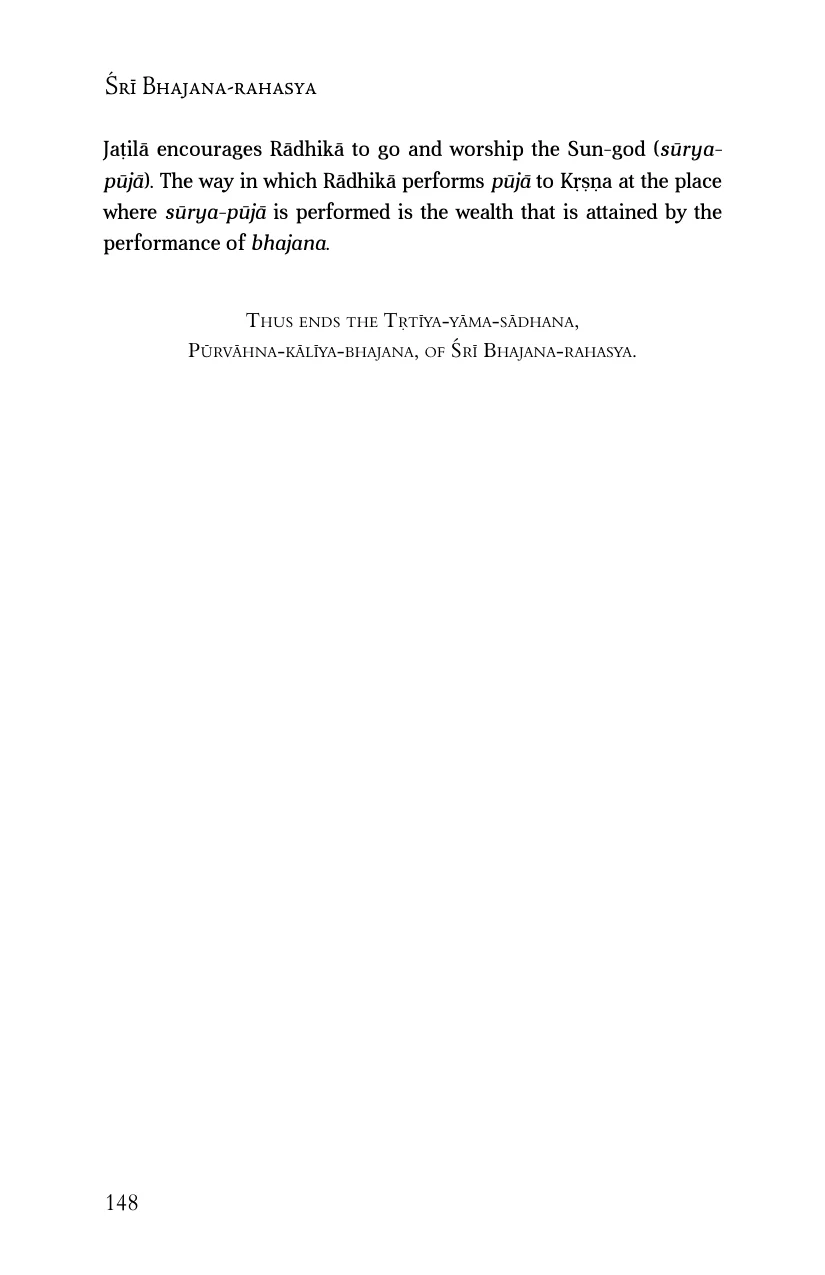 Śrī Bhajana-rahasya
Jaṭilā encourages Rādhikā to go and worship the Sun-god (sūrya-
pūjā). The way in which Rādhikā performs pūjā to Kṛṣṇa at the place
where sūrya-pūjā is performed is the wealth that is attained by the
performance of bhajana.
Thus ends the Tṛtīya-yāma-sādhana,
Pūrvāhna-kālīya-bhajana, of Śrī Bhajana-rahasya.
148